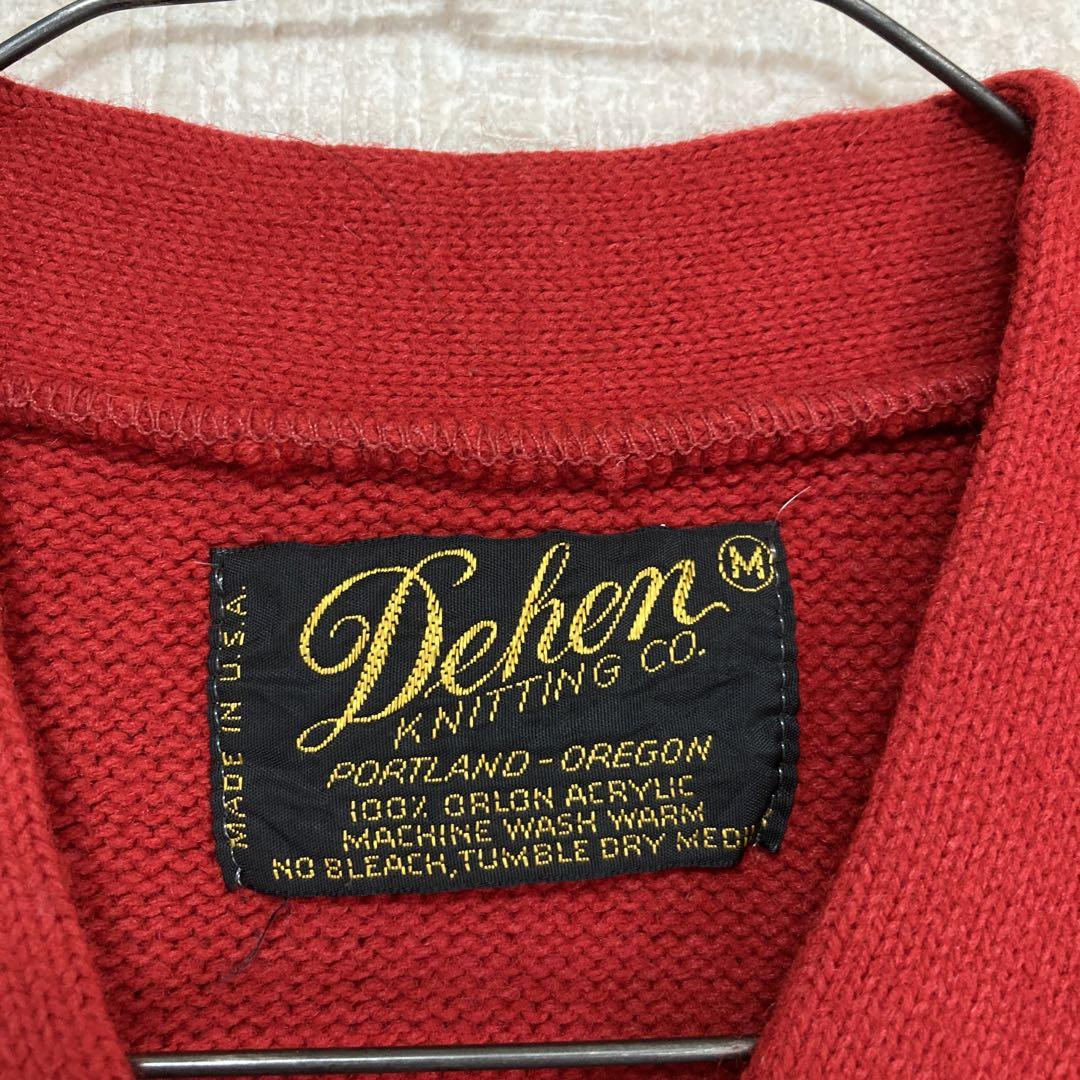 Dehen
M
KNITTING CO.
PORTLAND-OREGON
100% ORLON ACRYLIC
MACHINE WASH WARM
NO BLEACH, TUMBLE DRY
MADE IN U.S.A.